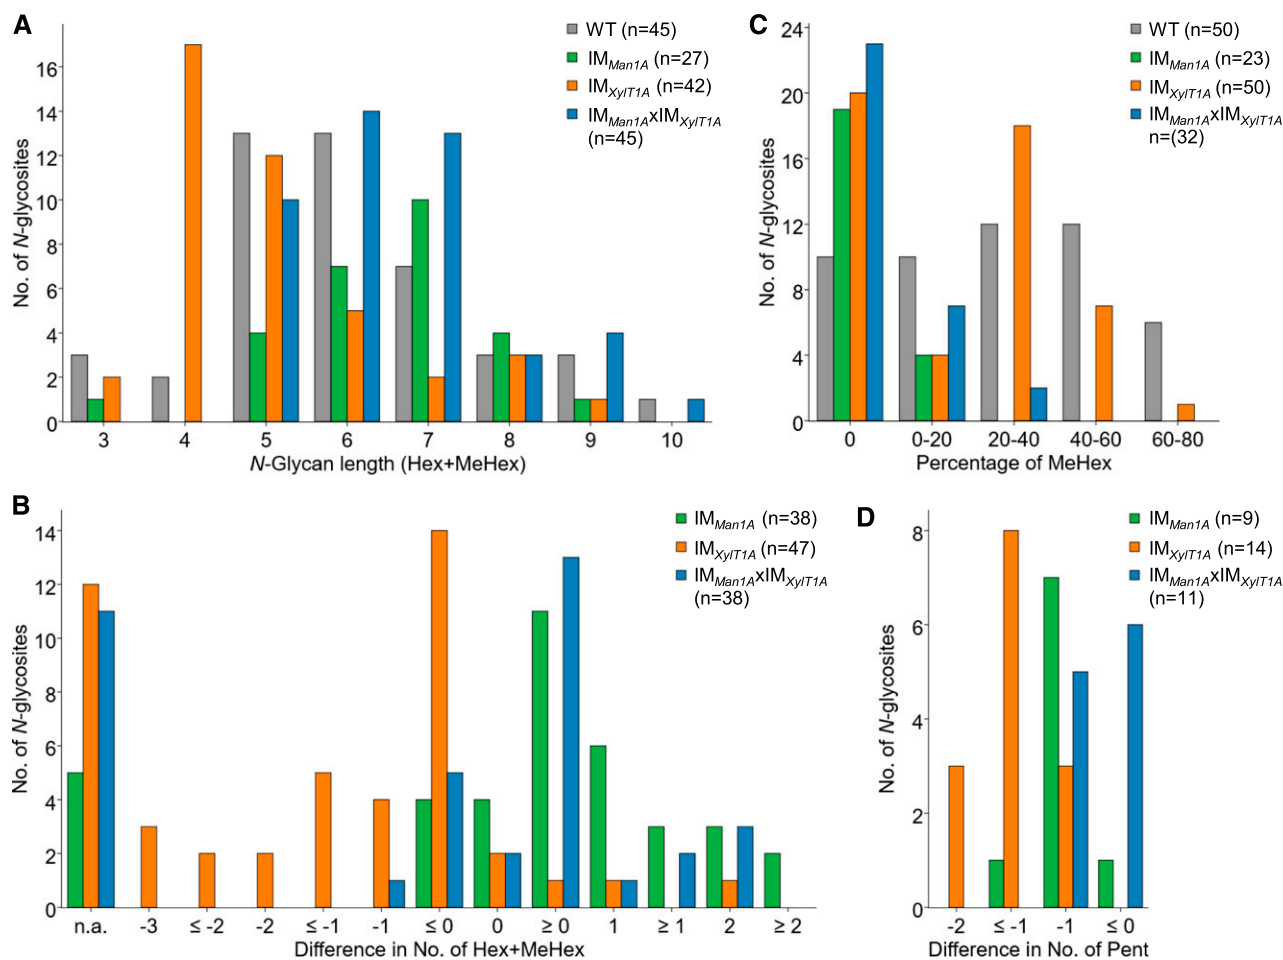 A
No. of N-glycosites
16
14
12
10
8
6
4
2
0
3 4 5 6 7 8 9 10
N-Glycan length (Hex+MeHex)
WT (n=45)
IMMan1A (n=27)
IMXylT1A (n=42)
IMMan1AxIMXylT1A
(n=45)
C
No. of N-glycosites
24
20
16
12
8
4
0
0 0-20 20-40 40-60 60-80
Percentage of MeHex
WT (n=50)
IMMan1A (n=23)
IMXylT1A (n=50)
IMMan1AxIMXylT1A
n=(32)
B
No. of N-glycosites
14
12
10
8
6
4
2
0
n.a. -3 ≤ -2 -2 ≤ -1 -1 ≤ 0 0 ≥ 0 1 ≥ 1 2 ≥ 2
Difference in No. of Hex+MeHex
IMMan1A (n=38)
IMXylT1A (n=47)
IMMan1AxIMXylT1A
(n=38)
D
No. of N-glycosites
8
6
4
2
0
-2 ≤ -1 -1 ≤ 0
Difference in No. of Pent
IMMan1A (n=9)
IMXylT1A (n=14)
IMMan1AxIMXylT1A
(n=11)